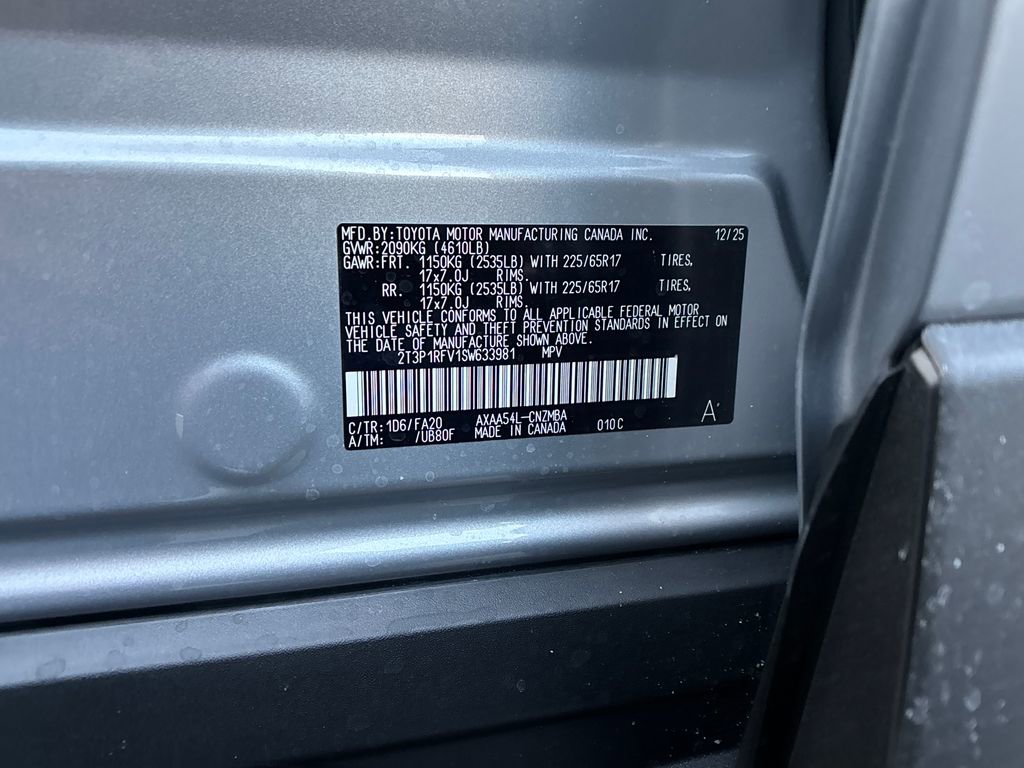 MFD.BY:TOYOTA MOTOR MANUFACTURING CANADA INC. 12/25
GVWR:2090KG (4610LB)
GAWR:FRT. 1150KG (2535LB) WITH 225/65R17 TIRES,
17x7.0J RIMS.
RR. 1150KG (2535LB) WITH 225/65R17 TIRES,
17x7.0J RIMS.
THIS VEHICLE CONFORMS TO ALL APPLICABLE FEDERAL MOTOR
VEHICLE SAFETY AND THEFT PREVENTION STANDARDS IN EFFECT ON
THE DATE OF MANUFACTURE SHOWN ABOVE.
2T3P1RFV1SW633981 MPV
C/TR:1D6/FA20 AXAA54L-CNZMBA 010C A*
A/TM: /UB80F MADE IN CANADA